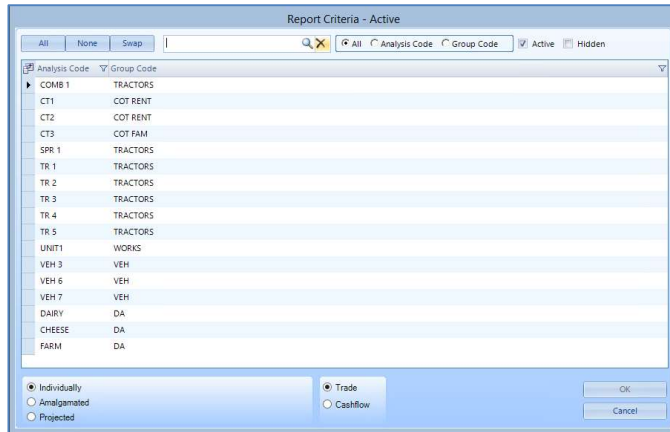 Report Criteria - Active
All None Swap All Analysis Code Group Code Active Hidden
Analysis Code Group Code
COMB 1 TRACTORS
CT1 COT RENT
CT2 COT RENT
CT3 COT FAM
SPR 1 TRACTORS
TR 1 TRACTORS
TR 2 TRACTORS
TR 3 TRACTORS
TR 4 TRACTORS
TR 5 TRACTORS
UNIT1 WORKS
VEH 3 VEH
VEH 6 VEH
VEH 7 VEH
DAIRY DA
CHEESE DA
FARM DA
Individually Trade OK
Amalgamated Cashflow
Projected Cancel